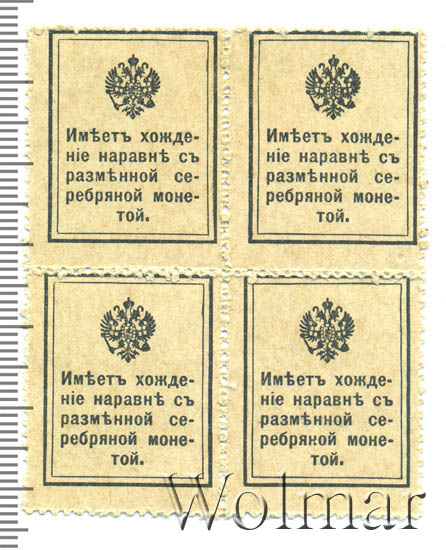 Имѣетъ хожде-
ніе наравнѣ съ
размѣнной се-
ребряной моне-
той.
Имѣетъ хожде-
ніе наравнѣ съ
размѣнной се-
ребряной моне-
той.
Имѣетъ хожде-
ніе наравнѣ съ
размѣнной се-
ребряной моне-
той.
Имѣетъ хожде-
ніе наравнѣ съ
размѣнной се-
ребряной моне-
той.
Wolmar